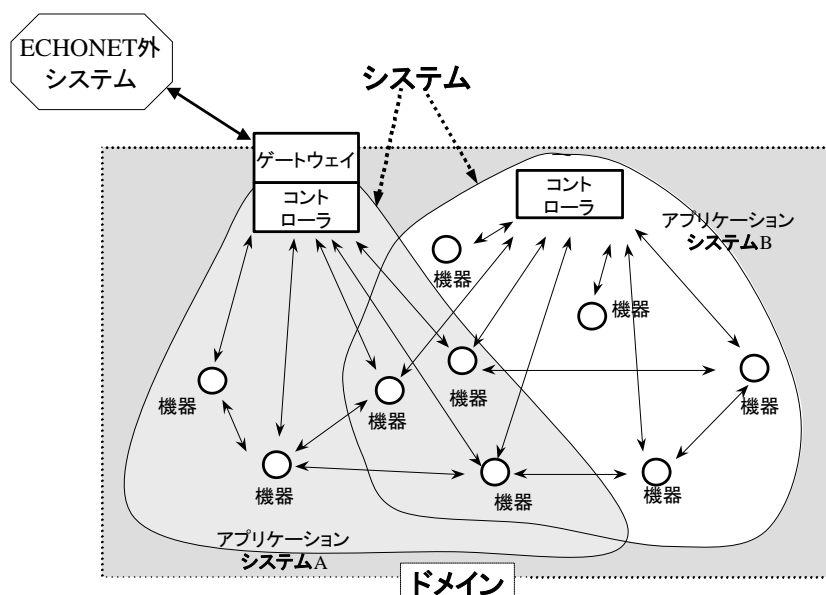 ECHONET外
システム
システム
ゲートウェイ
コント
ローラ
コント
ローラ
アプリケーション
システムB
機器
機器
機器
機器
機器
機器
機器
機器
機器
アプリケーション
システムA
ドメイン